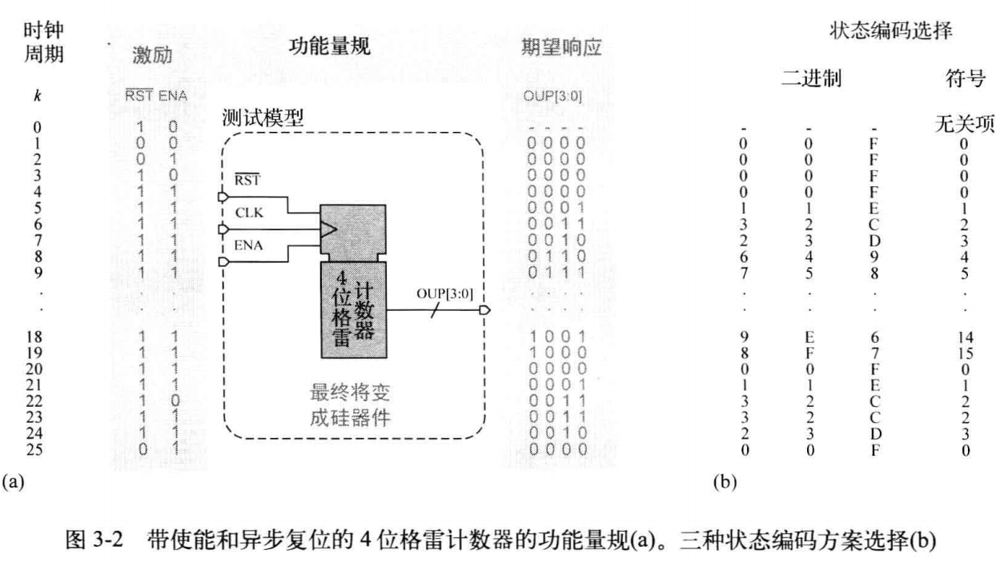 时钟
周期
激励
功能量规
期望响应
状态编码选择
二进制
符号
k
RST ENA
OUP[3:0]
测试模型
无关项
0 1 0 - - - - - - -
1 0 0 0 0 0 0 0 0 F 0
2 0 1 0 0 0 0 0 0 F 0
3 1 0 0 0 0 0 0 0 F 0
4 1 1 0 0 0 0 0 0 F 0
5 1 1 0 0 0 1 1 1 E 1
6 1 1 0 0 1 1 3 2 C 2
7 1 1 0 0 1 0 2 3 D 3
8 1 1 0 1 1 0 6 4 9 4
9 1 1 0 1 1 1 7 5 8 5
. . . . . . . . . . .
. . . . . . . . . . .
18 1 1 1 0 0 1 9 E 6 14
19 1 1 1 0 0 0 8 F 7 15
20 1 1 0 0 0 0 0 0 F 0
21 1 1 0 0 0 1 1 1 E 1
22 1 0 0 0 1 1 3 2 C 2
23 1 1 0 0 1 1 3 2 C 2
24 1 1 0 0 1 0 2 3 D 3
25 0 1 0 0 0 0 0 0 F 0
RST
CLK
ENA
4位格雷
计数器
OUP[3:0]
最终将变
成硅器件
(a)
(b)
图 3-2 带使能和异步复位的 4 位格雷计数器的功能量规(a)。三种状态编码方案选择(b)